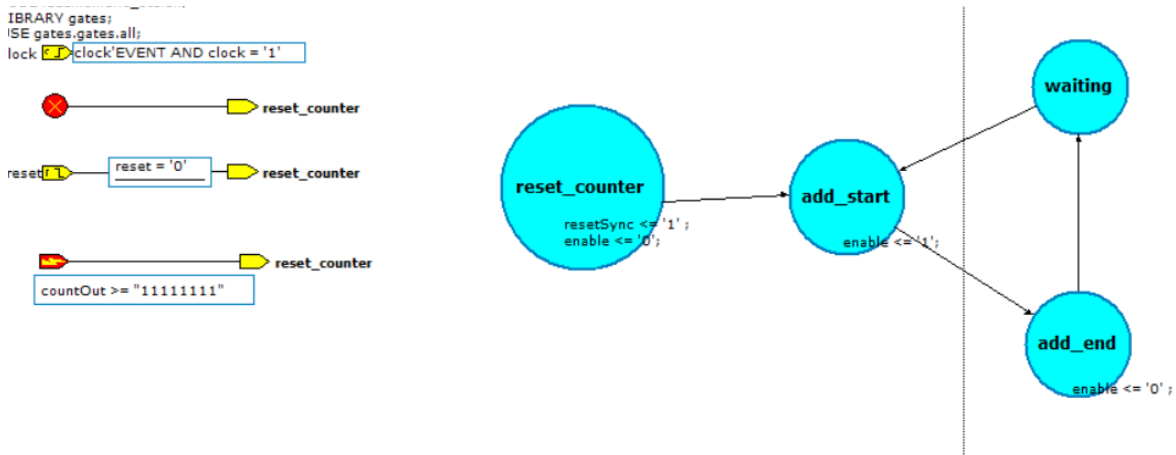 IBRARY gates;
USE gates.gates.all;
lock clock'EVENT AND clock = '1'
reset_counter
reset reset = '0' reset_counter
reset_counter
countOut >= "11111111"
reset_counter
resetSync <= '1' ;
enable <= '0';
add_start
enable <= '1';
waiting
add_end
enable <= '0' ;